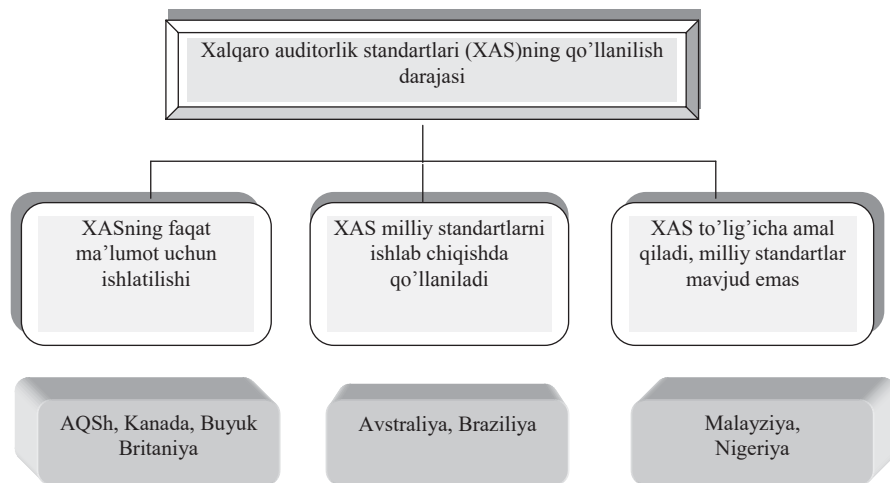 Xalqaro auditorlik standartlari (XAS)ning qo’llanilish
darajasi
XASning faqat
ma’lumot uchun
ishlatilishi
XAS milliy standartlarni
ishlab chiqishda
qo’llaniladi
XAS to’lig’icha amal
qiladi, milliy standartlar
mavjud emas
AQSh, Kanada, Buyuk
Britaniya
Avstraliya, Braziliya
Malayziya,
Nigeriya